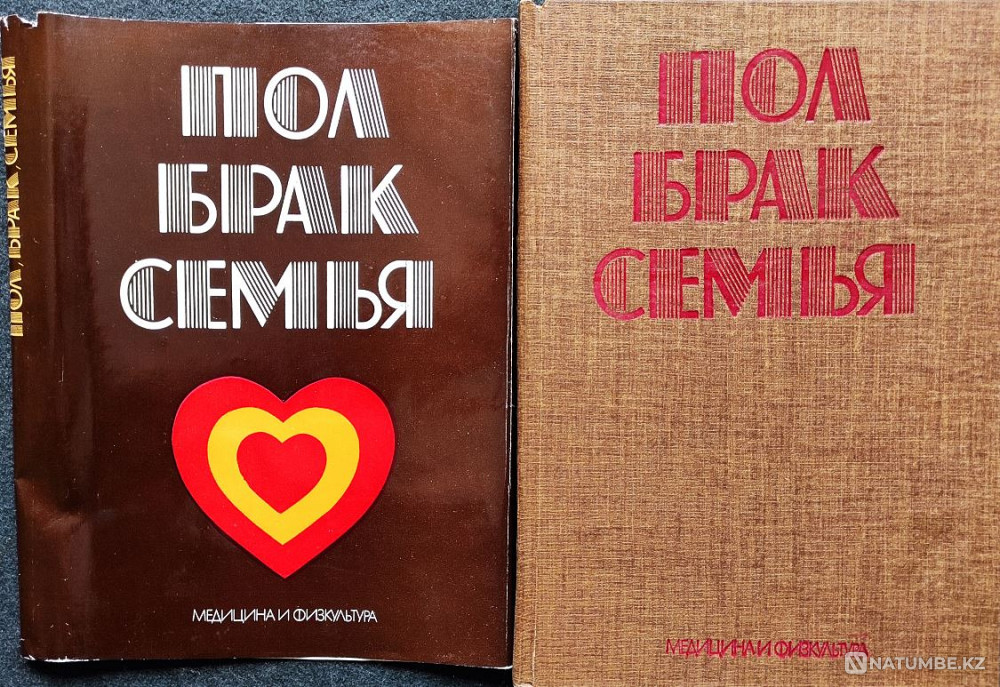 ПОЛ, БРАК, СЕМЬЯ
ПОЛ
БРАК
СЕМЬЯ
МЕДИЦИНА И ФИЗКУЛЬТУРА
ПОЛ
БРАК
СЕМЬЯ
МЕДИЦИНА И ФИЗКУЛЬТУРА
NATUMBE.KZ